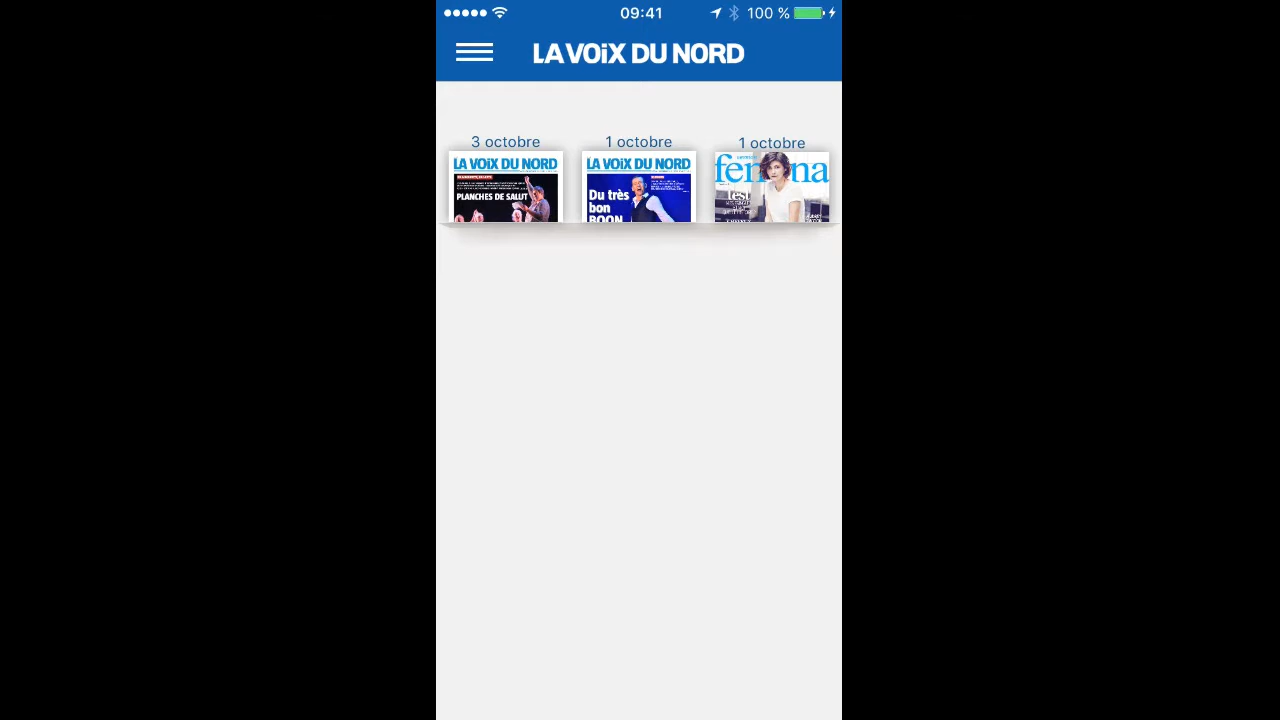 09:41
100 %
LA VOiX DU NORD
3 octobre
1 octobre
1 octobre
LA VOiX DU NORD
PLANCHES DE SALUT
LA VOiX DU NORD
Du très
bon
BOON
femina